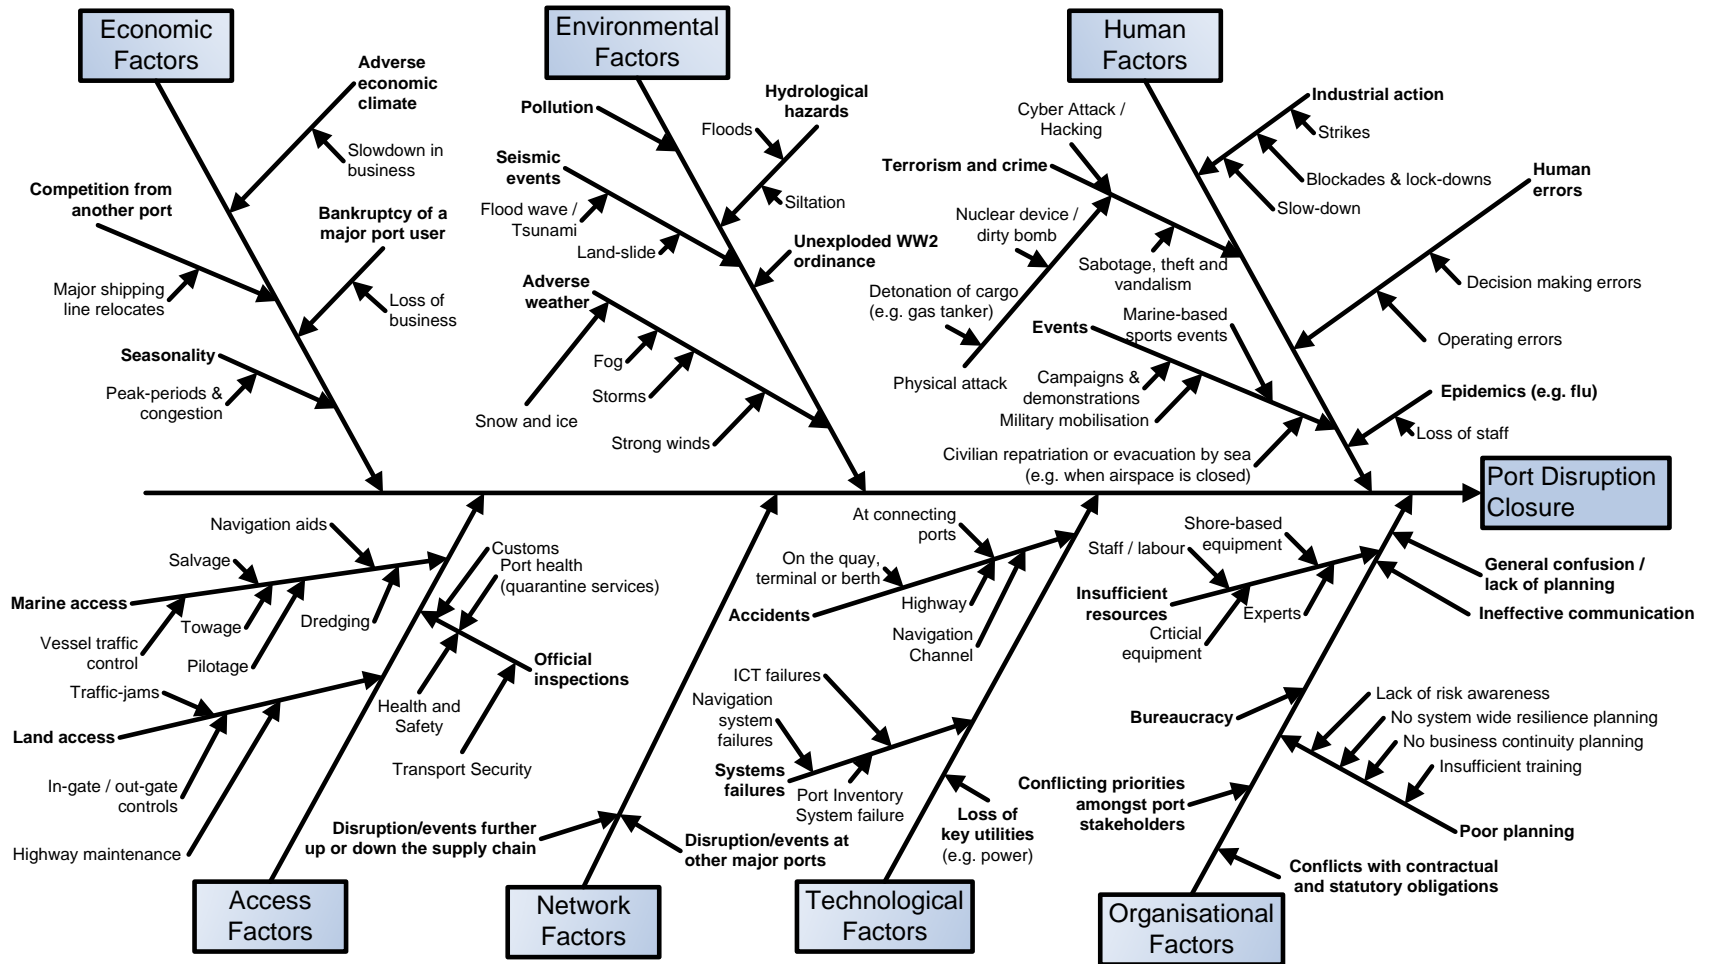 Economic
Factors
Environmental
Factors
Human
Factors
Adverse
economic
climate
Slowdown in
business
Competition from
another port
Major shipping
line relocates
Bankruptcy of a
major port user
Loss of
business
Seasonality
Peak-periods &
congestion
Pollution
Hydrological
hazards
Floods
Siltation
Seismic
events
Flood wave /
Tsunami
Land-slide
Unexploded WW2
ordinance
Adverse
weather
Fog
Storms
Snow and ice
Strong winds
Cyber Attack /
Hacking
Terrorism and crime
Nuclear device /
dirty bomb
Detonation of cargo
(e.g. gas tanker)
Physical attack
Sabotage, theft and
vandalism
Industrial action
Strikes
Blockades & lock-downs
Slow-down
Human
errors
Decision making errors
Operating errors
Events
Marine-based
sports events
Campaigns &
demonstrations
Military mobilisation
Civilian repatriation or evacuation by sea
(e.g. when airspace is closed)
Epidemics (e.g. flu)
Loss of staff
Port Disruption
Closure
Navigation aids
Salvage
Marine access
Vessel traffic
control
Towage
Pilotage
Dredging
Customs
Port health
(quarantine services)
Official
inspections
Health and
Safety
Transport Security
Traffic-jams
Land access
In-gate / out-gate
controls
Highway maintenance
Disruption/events further
up or down the supply chain
Disruption/events at
other major ports
At connecting
ports
On the quay,
terminal or berth
Accidents
Highway
Navigation
Channel
ICT failures
Navigation
system
failures
Systems
failures
Port Inventory
System failure
Loss of
key utilities
(e.g. power)
Shore-based
equipment
Staff / labour
Insufficient
resources
Crticial
equipment
Experts
General confusion /
lack of planning
Ineffective communication
Bureaucracy
Lack of risk awareness
No system wide resilience planning
No business continuity planning
Insufficient training
Poor planning
Conflicting priorities
amongst port
stakeholders
Conflicts with contractual
and statutory obligations
Access
Factors
Network
Factors
Technological
Factors
Organisational
Factors